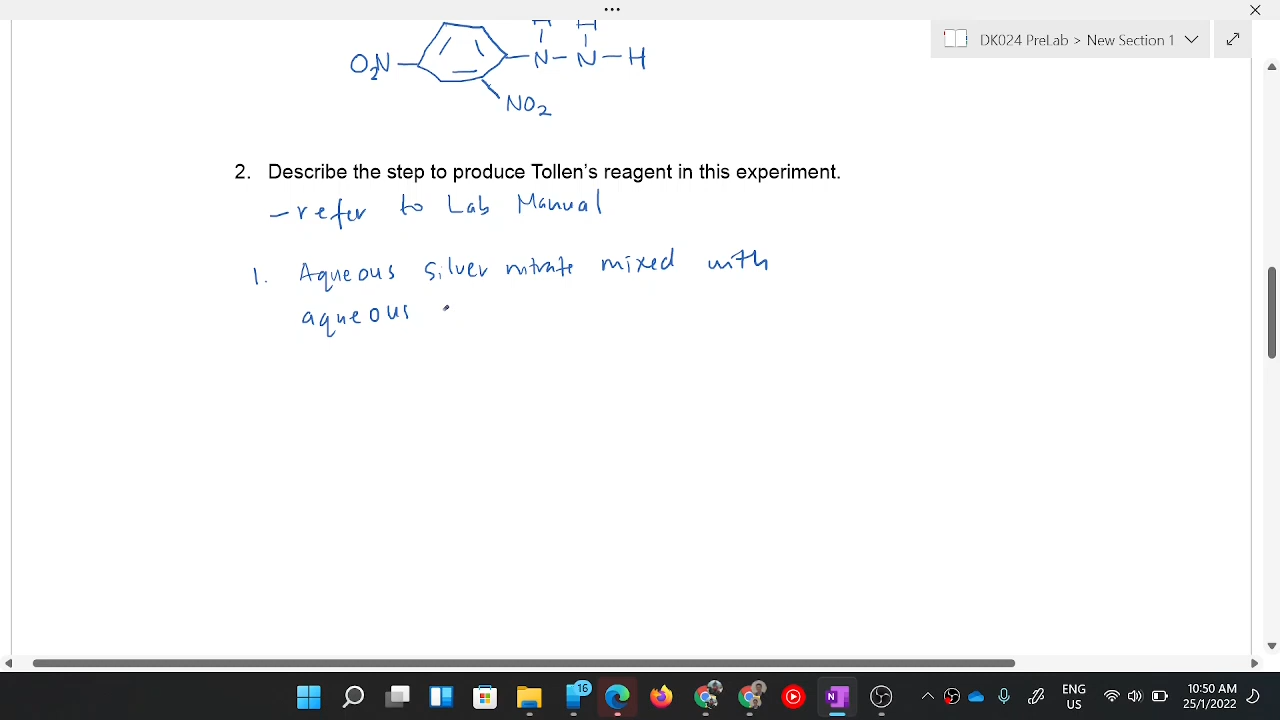 DK024 PreLab > New Section 1
H H
O2N N N H
NO2
2. Describe the step to produce Tollen's reagent in this experiment.
- refer to Lab Manual
1. Aqueous silver nitrate mixed with
aqueous
16
ENG
US
10:50 AM
25/1/2022